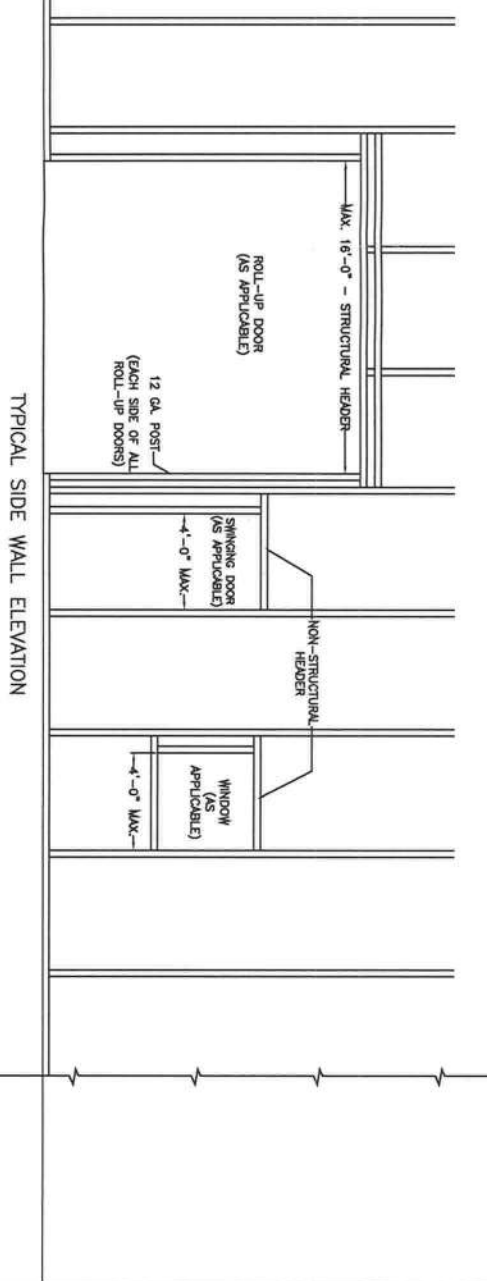 MAX. 16'-0" - STRUCTURAL HEADER
ROLL-UP DOOR
(AS APPLICABLE)
12 GA. POST
(EACH SIDE OF ALL
ROLL-UP DOORS)
SWINGING DOOR
(AS APPLICABLE)
4'-0" MAX.
NON-STRUCTURAL
HEADER
WINDOW
(AS
APPLICABLE)
4'-0" MAX.
TYPICAL SIDE WALL ELEVATION